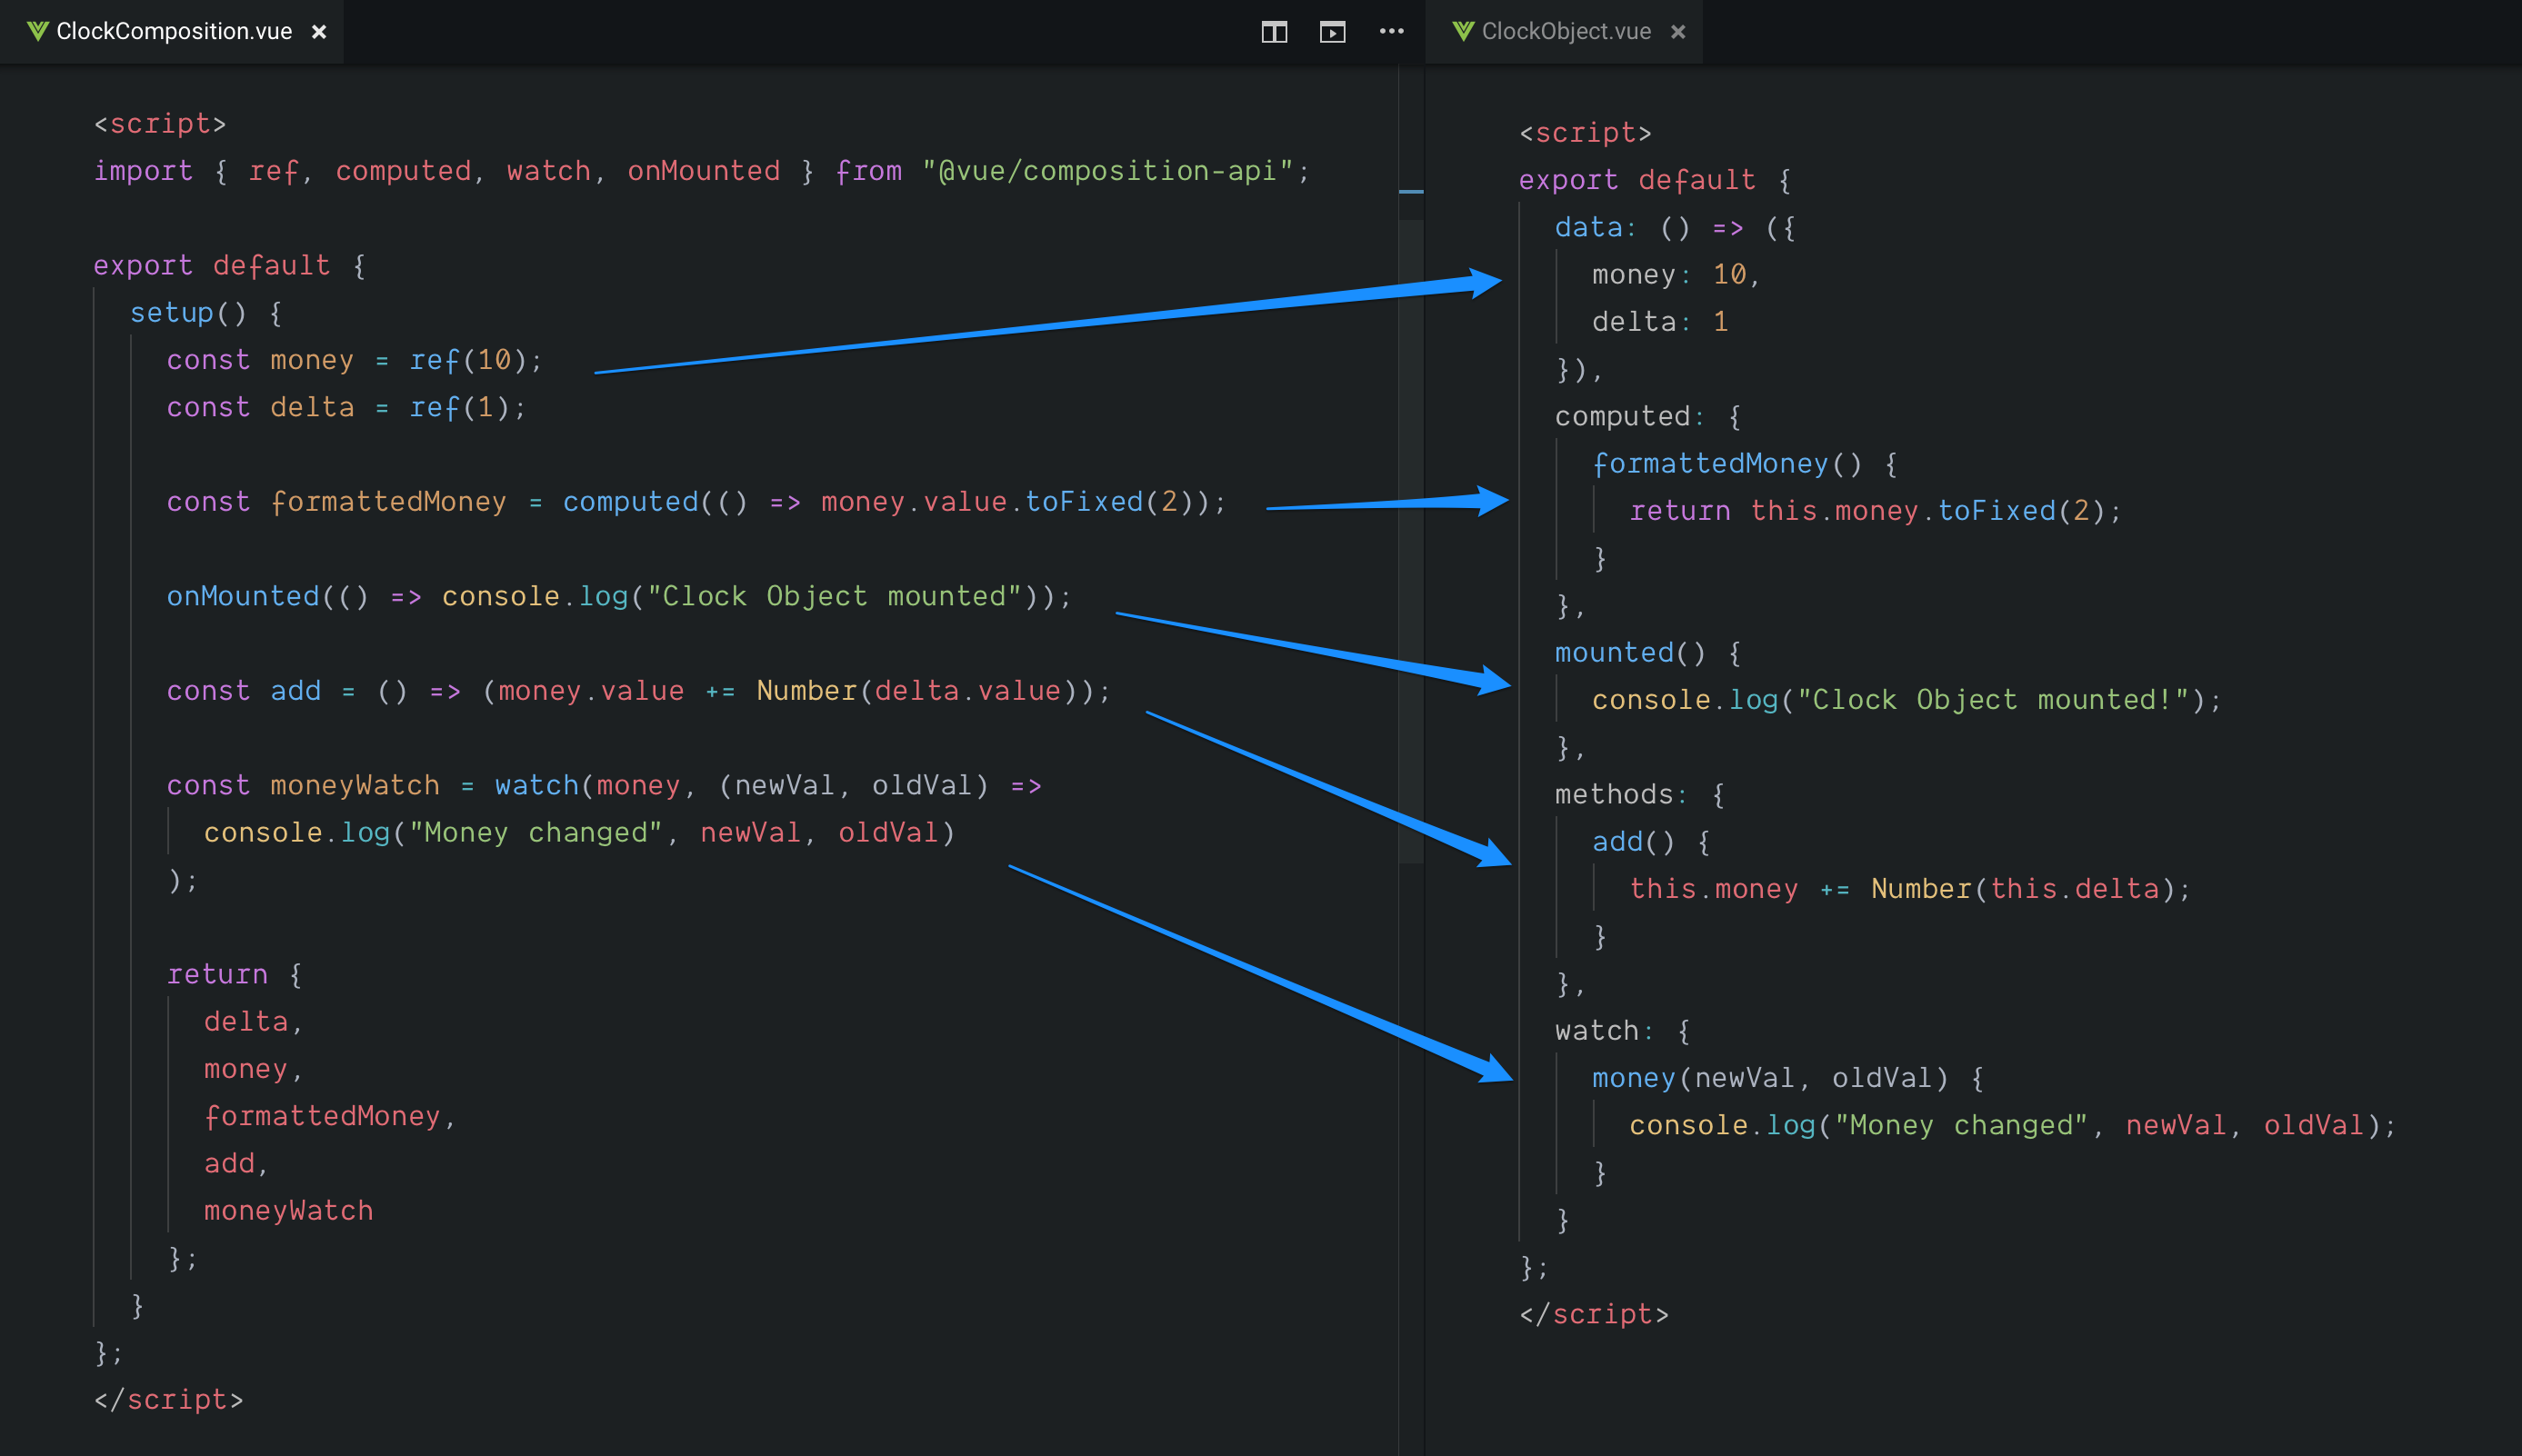 ClockComposition.vue
<script>
import { ref, computed, watch, onMounted } from "@vue/composition-api";
export default {
setup() {
const money = ref(10);
const delta = ref(1);
const formattedMoney = computed(() => money.value.toFixed(2));
onMounted(() => console.log("Clock Object mounted"));
const add = () => (money.value += Number(delta.value));
const moneyWatch = watch(money, (newVal, oldVal) =>
console.log("Money changed", newVal, oldVal)
);
return {
delta,
money,
formattedMoney,
add,
moneyWatch
};
}
};
</script>
ClockObject.vue
<script>
export default {
data: () => ({
money: 10,
delta: 1
}),
computed: {
formattedMoney() {
return this.money.toFixed(2);
}
},
mounted() {
console.log("Clock Object mounted!");
},
methods: {
add() {
this.money += Number(this.delta);
}
},
watch: {
money(newVal, oldVal) {
console.log("Money changed", newVal, oldVal);
}
}
};
</script>